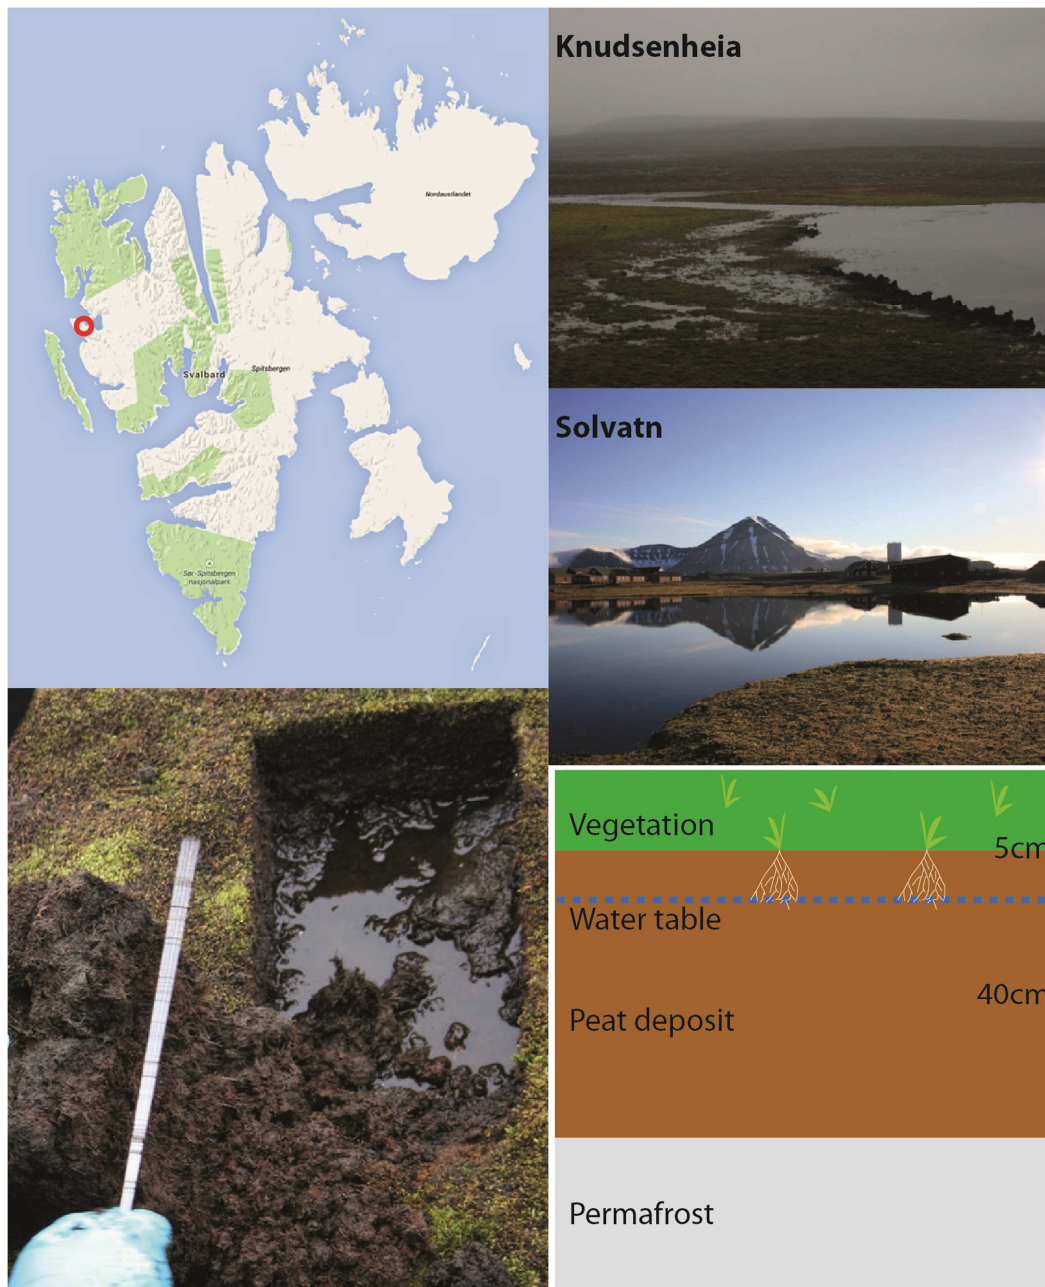 Nordaustlandet
Svalbard
Spitsbergen
Sør-Spitsbergen
nasjonalpark
Knudsenheia
Solvatn
Vegetation
5cm
Water table
40cm
Peat deposit
Permafrost